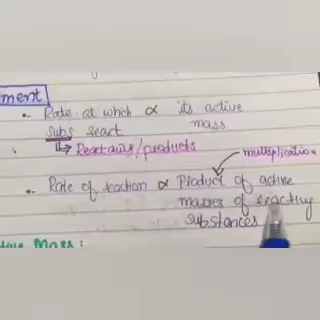 ment
• Rate at which ∝ its active
subs react mass
↳ Reactants/products
multiplication
• Rate of reaction ∝ Product of active
masses of reacting
substances
tive Mass: